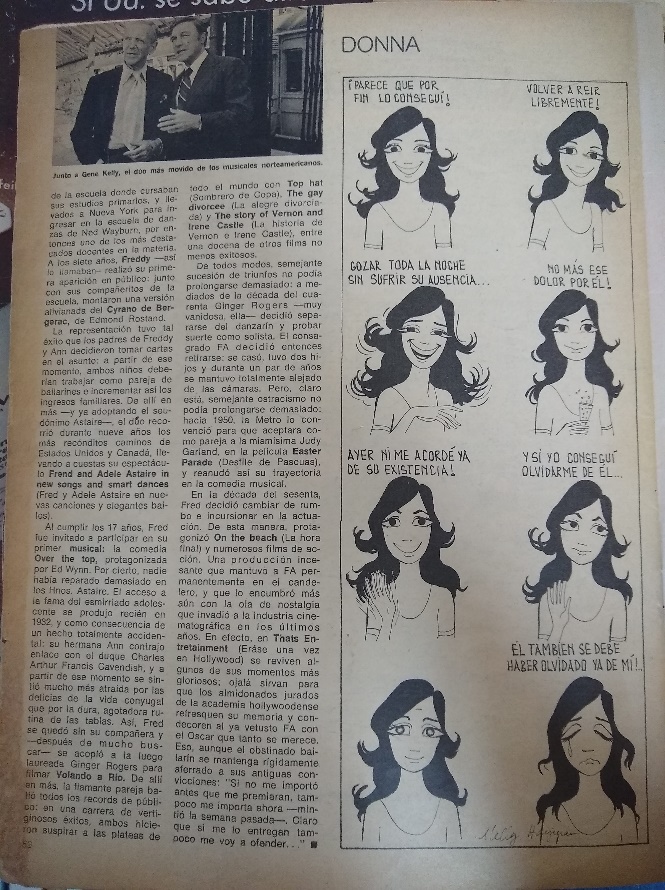 Si Ud. se sabe
Junto a Gene Kelly, el dúo más movido de los musicales norteamericanos.
de la escuela donde cursaban
sus estudios primarios, y lle-
vados a Nueva York para in-
gresar en la escuela de dan-
zas de Ned Wayburn, por en-
tonces uno de los más desta-
cados docentes en la materia.
A los siete años, Freddy —así
lo llamaban— realizó su prime-
ra aparición en público: junto
con sus compañeritos de la
escuela, montaron una versión
alivianada del Cyrano de Ber-
gerac, de Edmond Rostand.
La representación tuvo tal
éxito que los padres de Freddy
y Ann decidieron tomar cartas
en el asunto: a partir de ese
momento, ambos niños debe-
rían trabajar como pareja de
bailarines e incrementar así los
ingresos familiares. De allí en
más —y ya adoptando el seu-
dónimo Astaire—, el dúo reco-
rrió durante nueve años los
más recónditos caminos de
Estados Unidos y Canadá, lle-
vando a cuestas su espectácu-
lo Frend and Adele Astaire in
new songs and smart dances
(Fred y Adele Astaire en nue-
vas canciones y elegantes bai-
les).
Al cumplir los 17 años, Fred
fue invitado a participar en su
primer musical: la comedia
Over the top, protagonizada
por Ed Wynn. Por cierto, nadie
había reparado demasiado en
los Hnos. Astaire. El acceso a
la fama del esmirriado adoles-
cente se produjo recién en
1932, y como consecuencia de
un hecho totalmente acciden-
tal: su hermana Ann contrajo
enlace con el duque Charles
Arthur Francis Cavendish, y a
partir de ese momento se sin-
tió mucho más atraída por las
delicias de la vida conyugal
que por la dura, agotadora ru-
tina de las tablas. Así, Fred
se quedó sin su compañera y
—después de mucho bus-
car— se acopló a la luego
laureada Ginger Rogers para
filmar Volando a Río. De allí
en más, la flamante pareja ba-
tió todos los records de públi-
co: en una carrera de verti-
ginosos éxitos, ambos hicie-
ron suspirar a las plateas de
52
todo el mundo con Top hat
(Sombrero de Copa), The gay
divorcee (La alegre divorcia-
da) y The story of Vernon and
Irene Castle (La historia de
Vernon e Irene Castle), entre
una docena de otros films no
menos exitosos.
De todos modos, semejante
sucesión de triunfos no podía
prolongarse demasiado: a me-
diados de la década del cua-
renta Ginger Rogers —muy
vanidosa, ella— decidió sepa-
rarse del danzarín y probar
suerte como solista. El consa-
grado FA decidió entonces
retirarse: se casó, tuvo dos hi-
jos y durante un par de años
se mantuvo totalmente alejado
de las cámaras. Pero, claro
está, semejante ostracismo no
podía prolongarse demasiado:
hacia 1950, la Metro lo con-
venció para que aceptara co-
mo pareja a la miamísima Judy
Garland, en la película Easter
Parade (Desfile de Pascuas),
y reanudó así su trayectoria
en la comedia musical.
En la década del sesenta,
Fred decidió cambiar de rum-
bo e incursionar en la actua-
ción. De esta manera, prota-
gonizó On the beach (La hora
final) y numerosos films de ac-
ción. Una producción ince-
sante que mantuvo a FA per-
manentemente en el cande-
lero, y que lo encumbró más
aún con la ola de nostalgia
que invadió a la industria cine-
matográfica en los últimos
años. En efecto, en Thats En-
tretainment (Erase una vez
en Hollywood) se reviven al-
gunos de sus momentos más
gloriosos; ojalá sirvan para
que los almidonados jurados
de la academia hollywoodense
refresquen su memoria y con-
decoren al ya vetusto FA con
el Oscar que tanto se merece.
Eso, aunque el obstinado bai-
larín se mantenga rígidamente
aferrado a sus antiguas con-
vicciones: "Si no me importó
antes que me premiaran, tam-
poco me importa ahora —min-
tió la semana pasada—. Claro
que si me lo entregan tam-
poco me voy a ofender..." ■
DONNA
¡PARECE QUE POR
FIN LO CONSEGUÍ!
VOLVER A REIR
LIBREMENTE!
GOZAR TODA LA NOCHE
SIN SUFRIR SU AUSENCIA...
NO MÁS ESE
DOLOR POR ÉL!
AYER NI ME ACORDÉ YA
DE SU EXISTENCIA!
Y SÍ YO CONSEGUÍ
OLVIDARME DE ÉL...
ÉL TAMBIÉN SE DEBE
HABER OLVIDADO YA DE MÍ!.